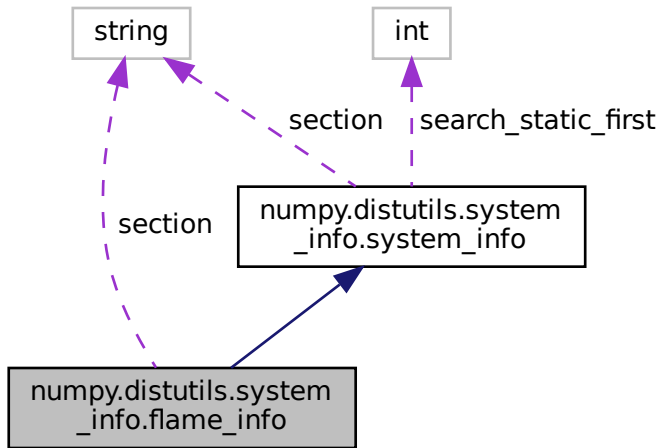 string
int
section
search_static_first
numpy.distutils.system
_info.system_info
section
numpy.distutils.system
_info.flame_info